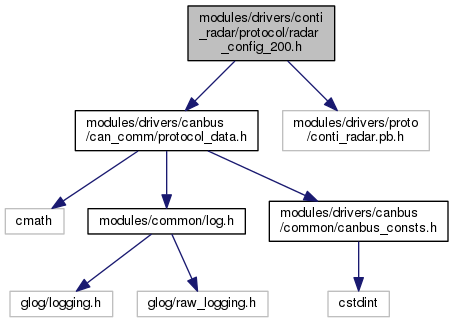 modules/drivers/conti
_radar/protocol/radar
_config_200.h
modules/drivers/canbus
/can_comm/protocol_data.h
modules/drivers/proto
/conti_radar.pb.h
cmath
modules/common/log.h
modules/drivers/canbus
/common/canbus_consts.h
glog/logging.h
glog/raw_logging.h
cstdint